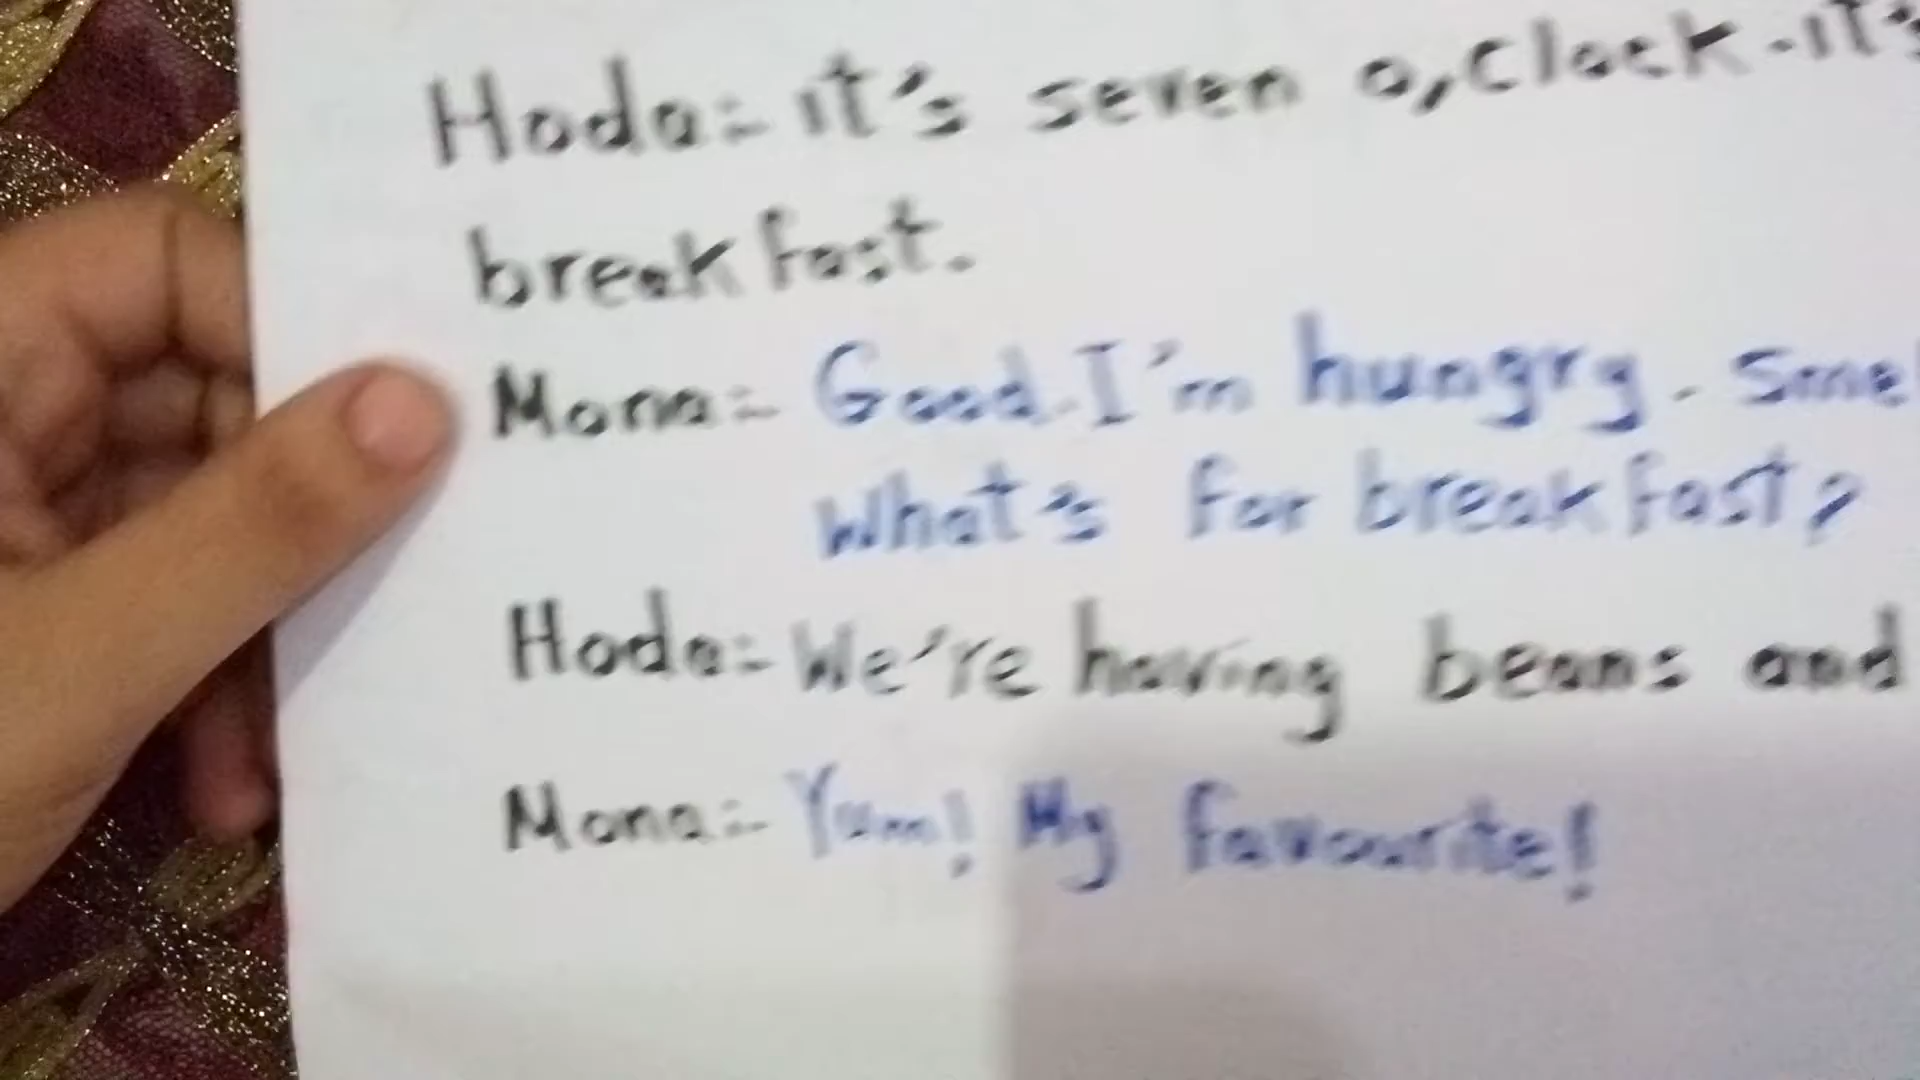 Hoda:- it's seven o,clock - it's
breakfast.
Mona:- Good. I'm hungry. Smel
What's for breakfast?
Hoda:- We're having beans and
Mona:- Yum! My favourite!